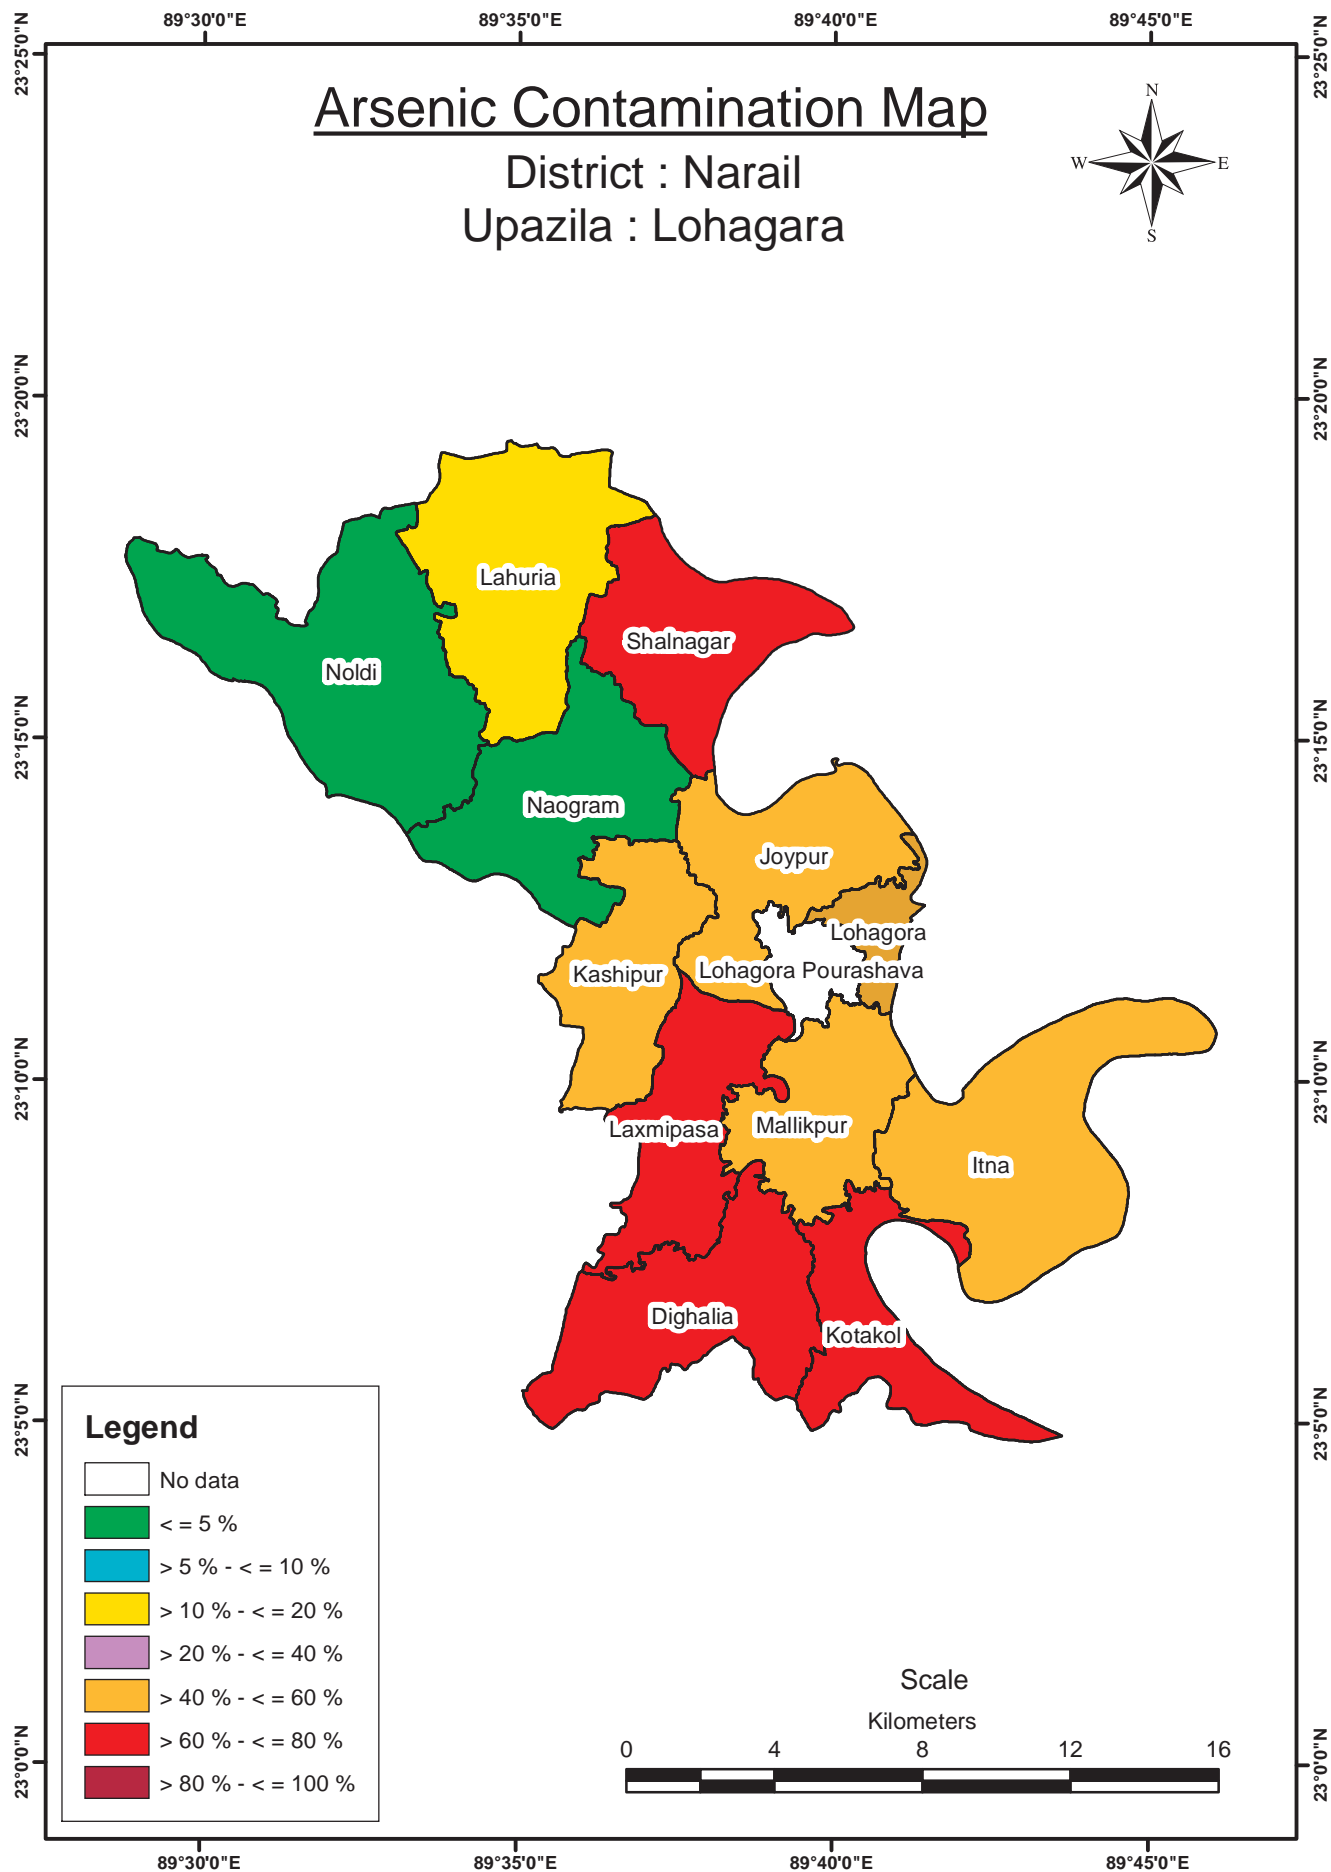 89°30'0"E 89°35'0"E 89°40'0"E 89°45'0"E
23°25'0"N 23°25'0"N
Arsenic Contamination Map
District : Narail
Upazila : Lohagara
N
W E
S
23°20'0"N 23°20'0"N
Lahuria
Shalnagar
Noldi
23°15'0"N 23°15'0"N
Naogram
Joypur
Lohagora
Kashipur Lohagora Pourashava
23°10'0"N 23°10'0"N
Laxmipasa Mallikpur
Itna
Dighalia
Kotakol
23°5'0"N 23°5'0"N
Legend
No data
< = 5 %
> 5 % - < = 10 %
> 10 % - < = 20 %
> 20 % - < = 40 %
> 40 % - < = 60 %
> 60 % - < = 80 %
> 80 % - < = 100 %
Scale
Kilometers
0 4 8 12 16
23°0'0"N 23°0'0"N
89°30'0"E 89°35'0"E 89°40'0"E 89°45'0"E